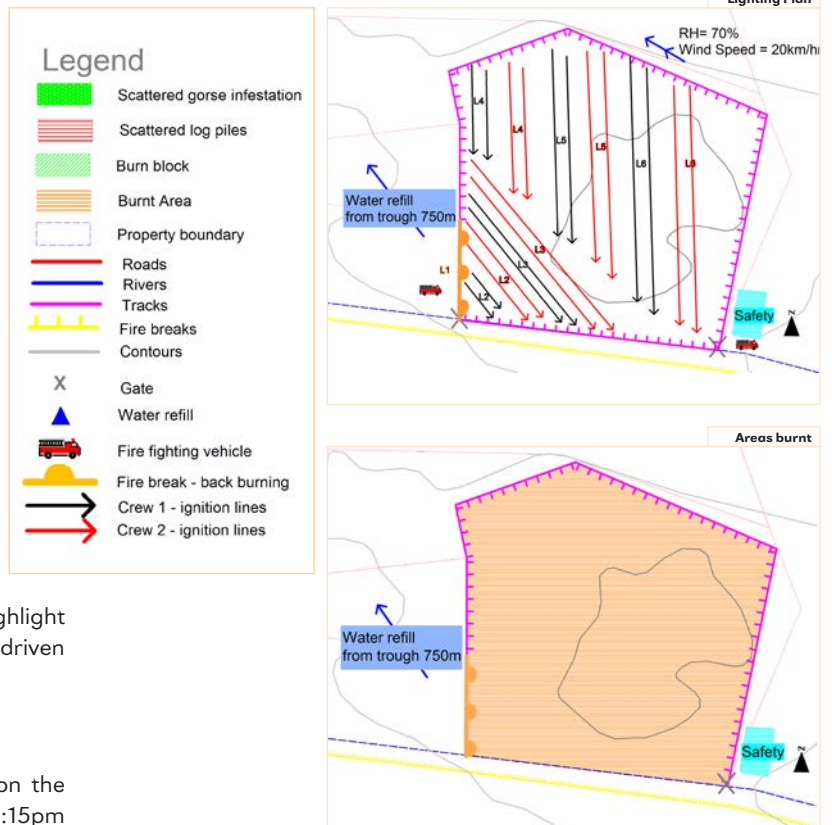 Legend
Scattered gorse infestation
Scattered log piles
Burn block
Burnt Area
Property boundary
Roads
Rivers
Tracks
Fire breaks
Contours
X
Gate
Water refill
Fire fighting vehicle
Fire break - back burning
Crew 1 - ignition lines
Crew 2 - ignition lines
Lighting Plan
RH= 70%
Wind Speed = 20km/hr
L4
L4
L5
L5
L6
L6
Water refill
from trough 750m
L3
L3
L1
L2
L2
Safety
Areas burnt
Water refill
from trough 750m
Safety
ghlight
driven
on the
:15pm